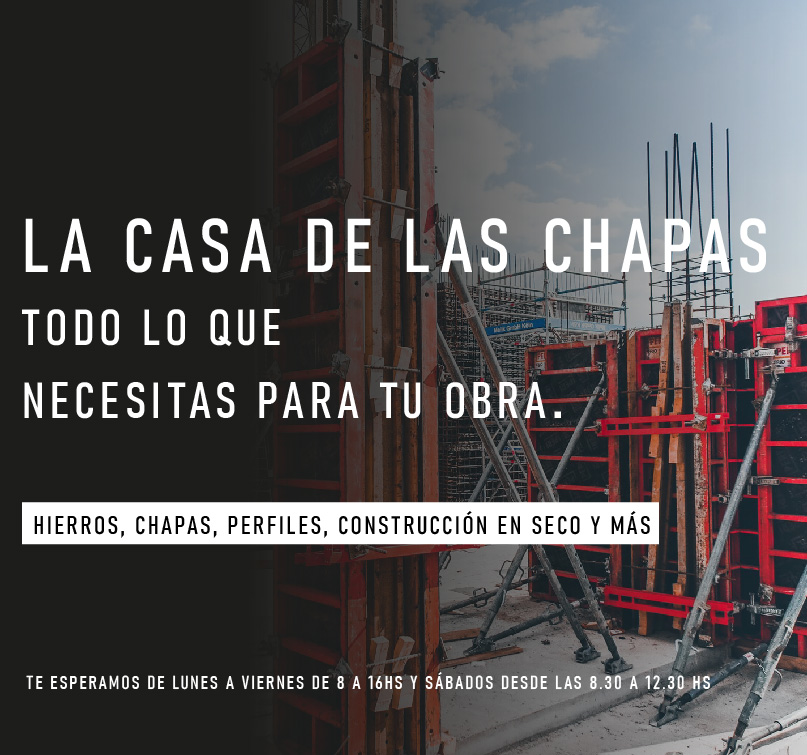 LA CASA DE LAS CHAPAS
TODO LO QUE
NECESITAS PARA TU OBRA.
HIERROS, CHAPAS, PERFILES, CONSTRUCCIÓN EN SECO Y MÁS
TE ESPERAMOS DE LUNES A VIERNES DE 8 A 16HS Y SÁBADOS DESDE LAS 8.30 A 12.30 HS